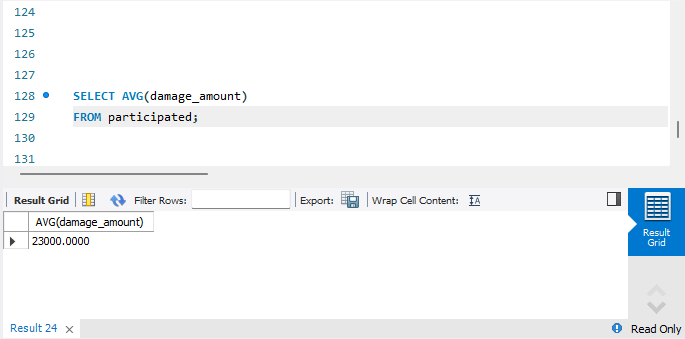 124
125
126
127
128 SELECT AVG(damage_amount)
129 FROM participated;
130
131
Result Grid Filter Rows: Export: Wrap Cell Content:
AVG(damage_amount)
23000.0000
Result
Grid
Result 24 Read Only